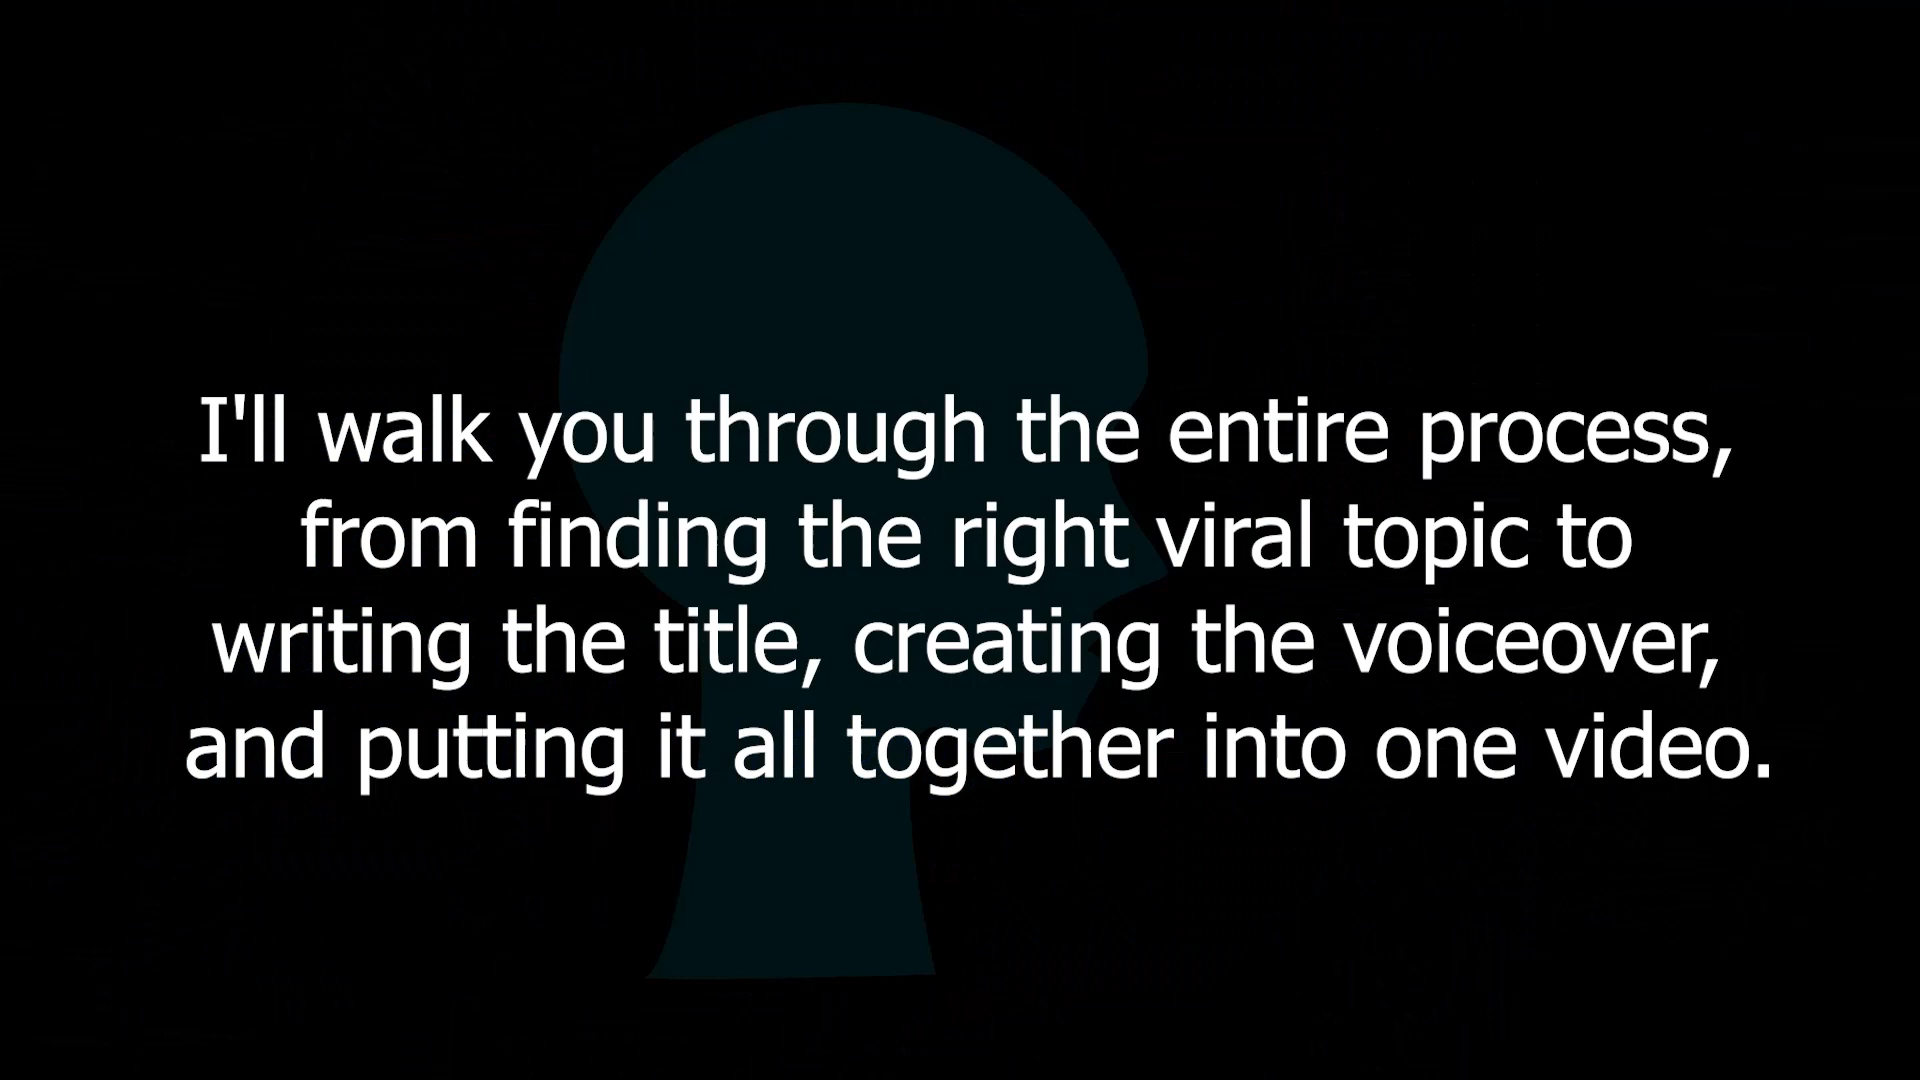 I'll walk you through the entire process,
from finding the right viral topic to
writing the title, creating the voiceover,
and putting it all together into one video.